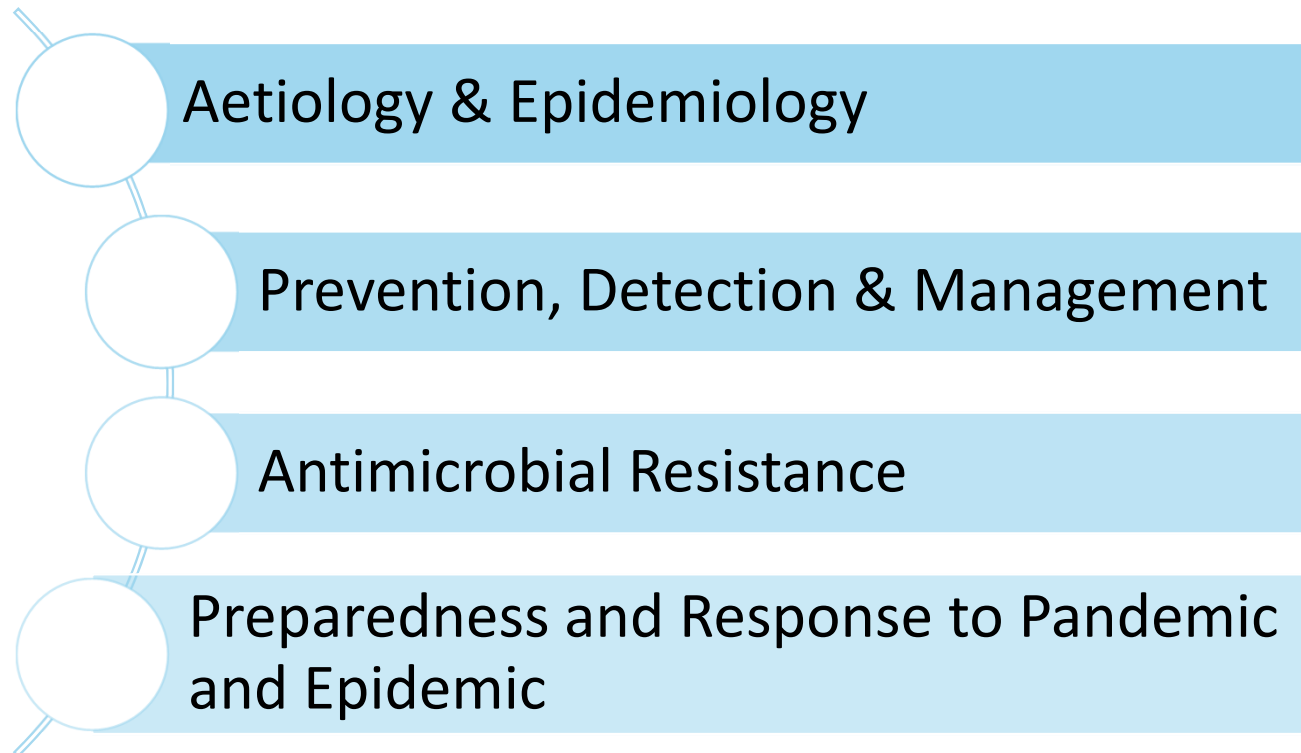 Aetiology & Epidemiology
Prevention, Detection & Management
Antimicrobial Resistance
Preparedness and Response to Pandemic
and Epidemic